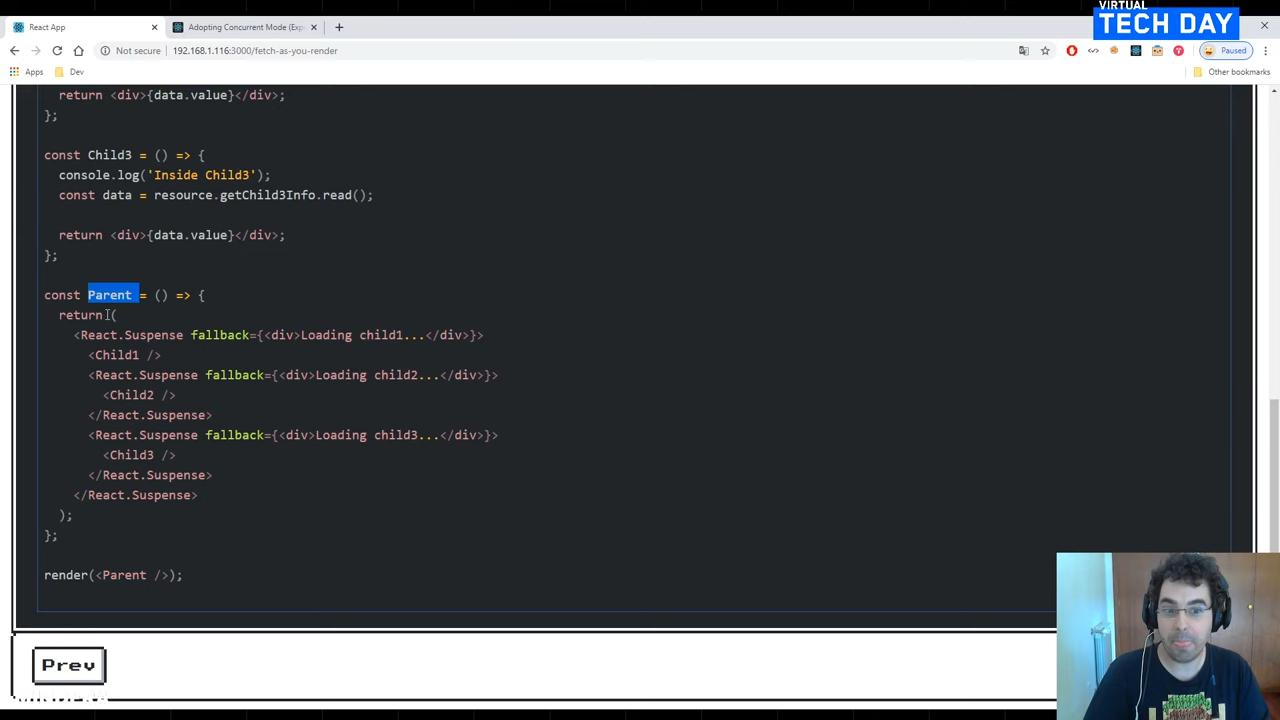 VIRTUAL
TECH DAY
React App
Adopting Concurrent Mode (Exp
Not secure
192.168.1.116:3000/fetch-as-you-render
Paused
Apps
Dev
Other bookmarks
return <div>{data.value}</div>;
};
const Child3 = () => {
console.log('Inside Child3');
const data = resource.getChild3Info.read();
return <div>{data.value}</div>;
};
const Parent = () => {
return (
<React.Suspense fallback={<div>Loading child1...</div>}>
<Child1 />
<React.Suspense fallback={<div>Loading child2...</div>}>
<Child2 />
</React.Suspense>
<React.Suspense fallback={<div>Loading child3...</div>}>
<Child3 />
</React.Suspense>
</React.Suspense>
);
};
render(<Parent />);
Prev